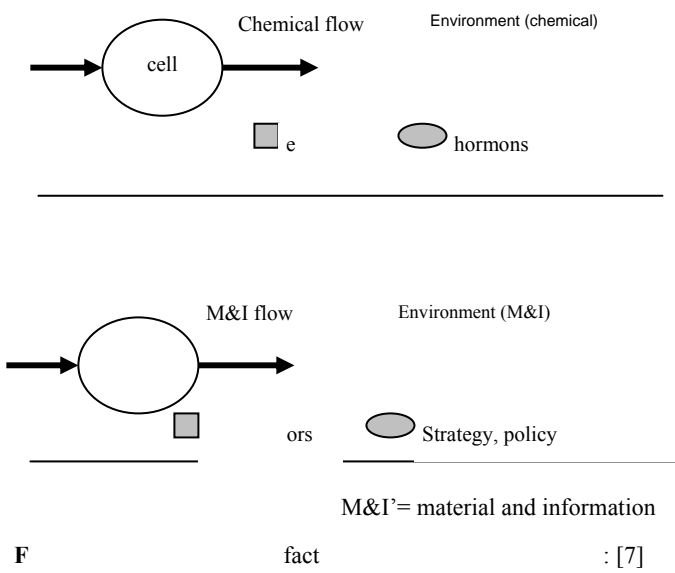 Chemical flow Environment (chemical)
cell
e hormons
M&I flow Environment (M&I)
ors Strategy, policy
M&I’= material and information
F fact : [7]